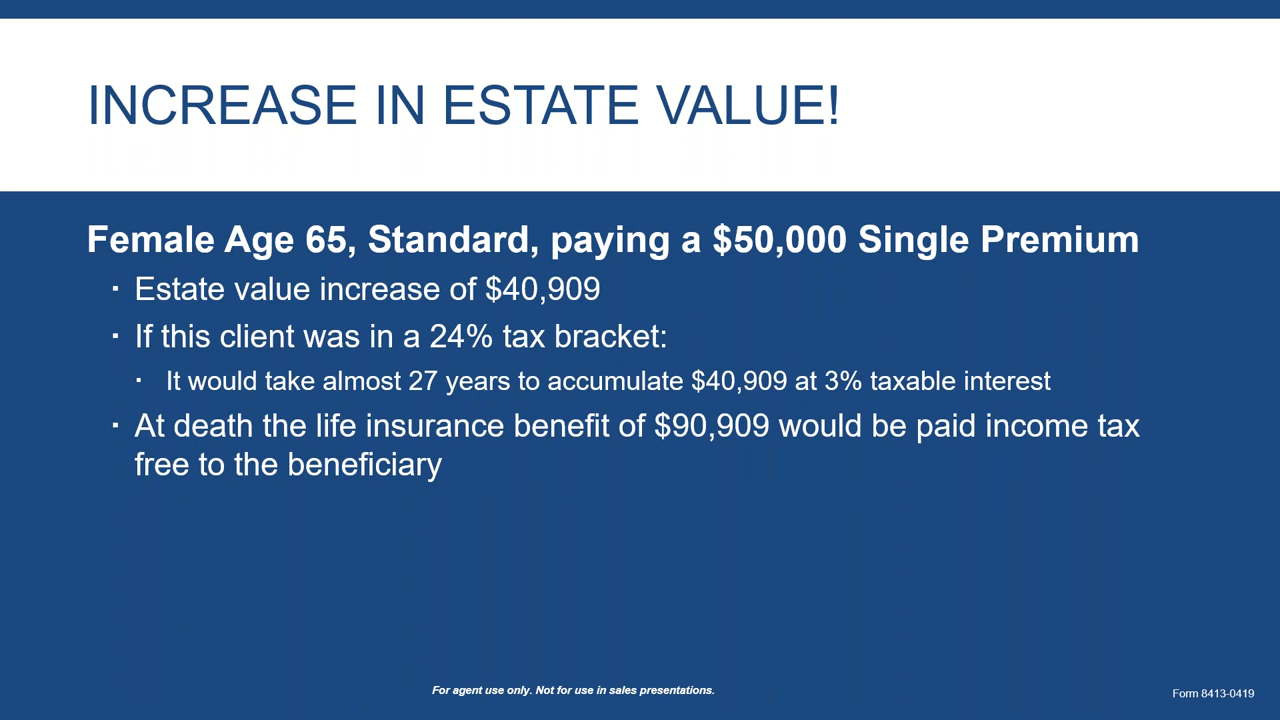 INCREASE IN ESTATE VALUE!
Female Age 65, Standard, paying a $50,000 Single Premium
▪ Estate value increase of $40,909
▪ If this client was in a 24% tax bracket:
▪ It would take almost 27 years to accumulate $40,909 at 3% taxable interest
▪ At death the life insurance benefit of $90,909 would be paid income tax
free to the beneficiary
For agent use only. Not for use in sales presentations.
Form 8413-0419